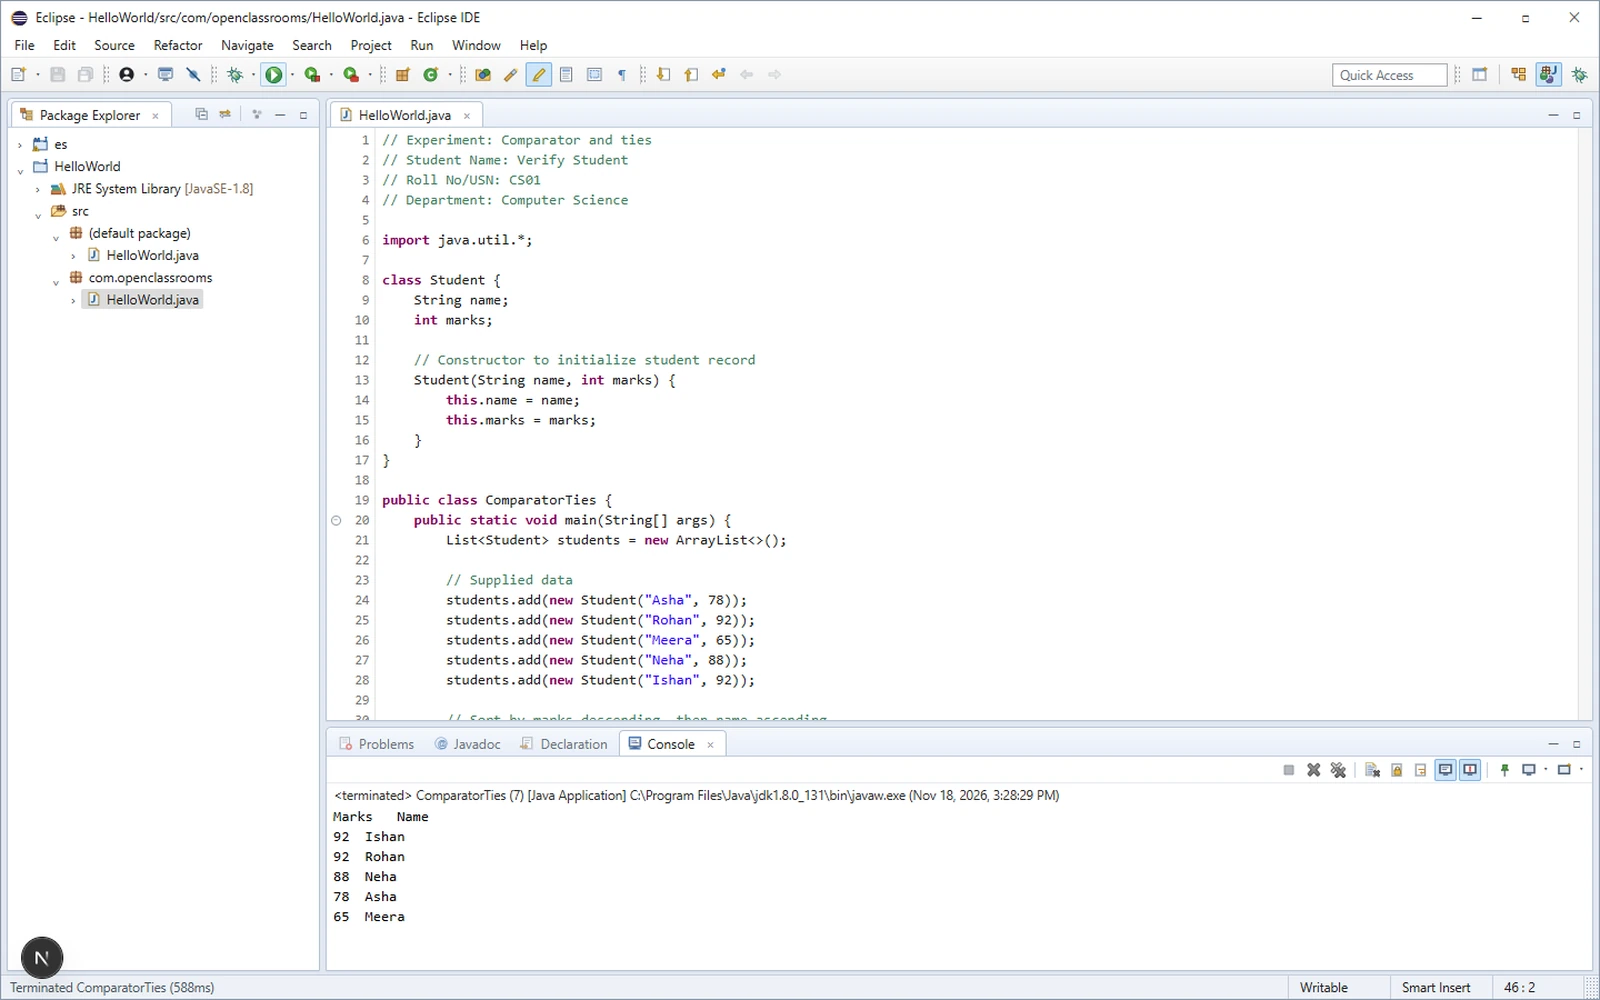 Eclipse - HelloWorld/src/com/openclassrooms/HelloWorld.java - Eclipse IDE
File Edit Source Refactor Navigate Search Project Run Window Help
Quick Access
Package Explorer
es
HelloWorld
JRE System Library [JavaSE-1.8]
src
(default package)
HelloWorld.java
com.openclassrooms
HelloWorld.java
HelloWorld.java
1 // Experiment: Comparator and ties
2 // Student Name: Verify Student
3 // Roll No/USN: CS01
4 // Department: Computer Science
5
6 import java.util.*;
7
8 class Student {
9     String name;
10     int marks;
11
12     // Constructor to initialize student record
13     Student(String name, int marks) {
14         this.name = name;
15         this.marks = marks;
16     }
17 }
18
19 public class ComparatorTies {
20     public static void main(String[] args) {
21         List<Student> students = new ArrayList<>();
22
23         // Supplied data
24         students.add(new Student("Asha", 78));
25         students.add(new Student("Rohan", 92));
26         students.add(new Student("Meera", 65));
27         students.add(new Student("Neha", 88));
28         students.add(new Student("Ishan", 92));
29
30         // Sort by marks descending, then name ascending
Problems Javadoc Declaration Console
<terminated> ComparatorTies (7) [Java Application] C:\Program Files\Java\jdk1.8.0_131\bin\javaw.exe (Nov 18, 2026, 3:28:29 PM)
Marks   Name
92  Ishan
92  Rohan
88  Neha
78  Asha
65  Meera
N
Terminated ComparatorTies (588ms)
Writable
Smart Insert
46 : 2